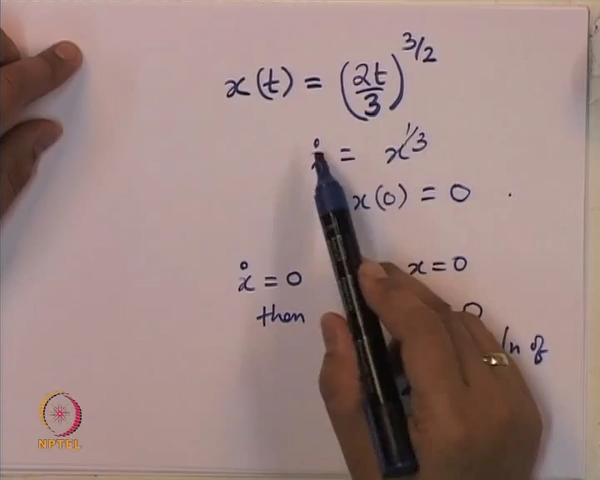 x(t) = (2t/3)^3/2
ẋ = x^1/3
x(0) = 0 .
ẋ = 0 x = 0
then 0
ln of
NPTEL